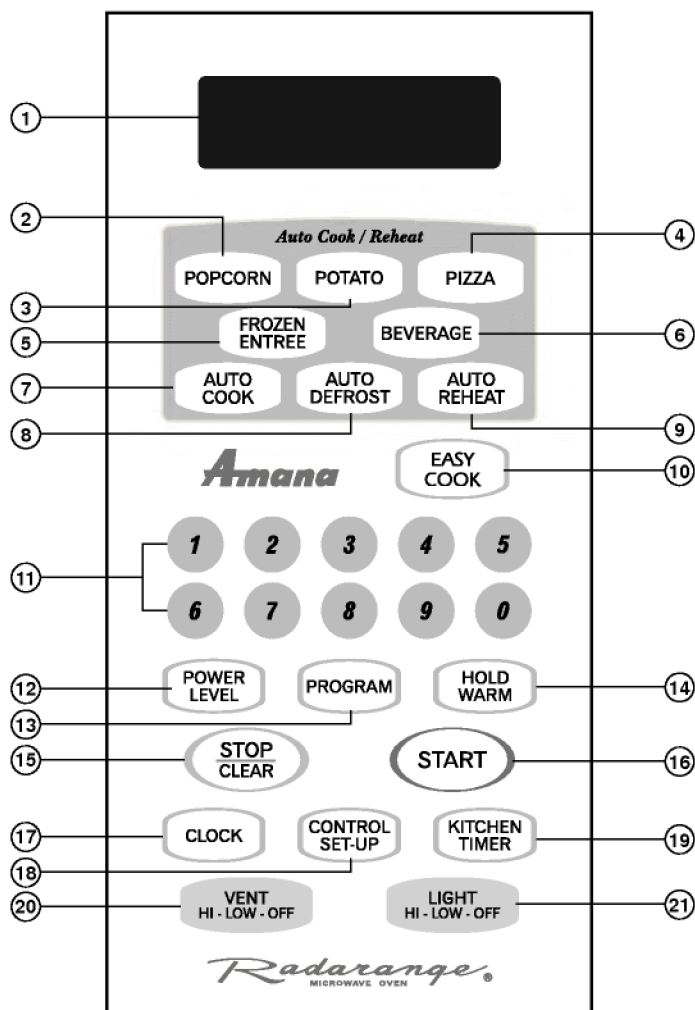 1
2
4
Auto Cook / Reheat
POPCORN
POTATO
PIZZA
3
5
FROZEN
ENTREE
BEVERAGE
6
7
AUTO
COOK
AUTO
DEFROST
AUTO
REHEAT
8
9
Amana
EASY
COOK
10
11
1 2 3 4 5
6 7 8 9 0
12
POWER
LEVEL
PROGRAM
HOLD
WARM
14
13
15
STOP
CLEAR
START
16
17
CLOCK
CONTROL
SET-UP
KITCHEN
TIMER
19
18
20
VENT
HI - LOW - OFF
LIGHT
HI - LOW - OFF
21
Radarange®
MICROWAVE OVEN